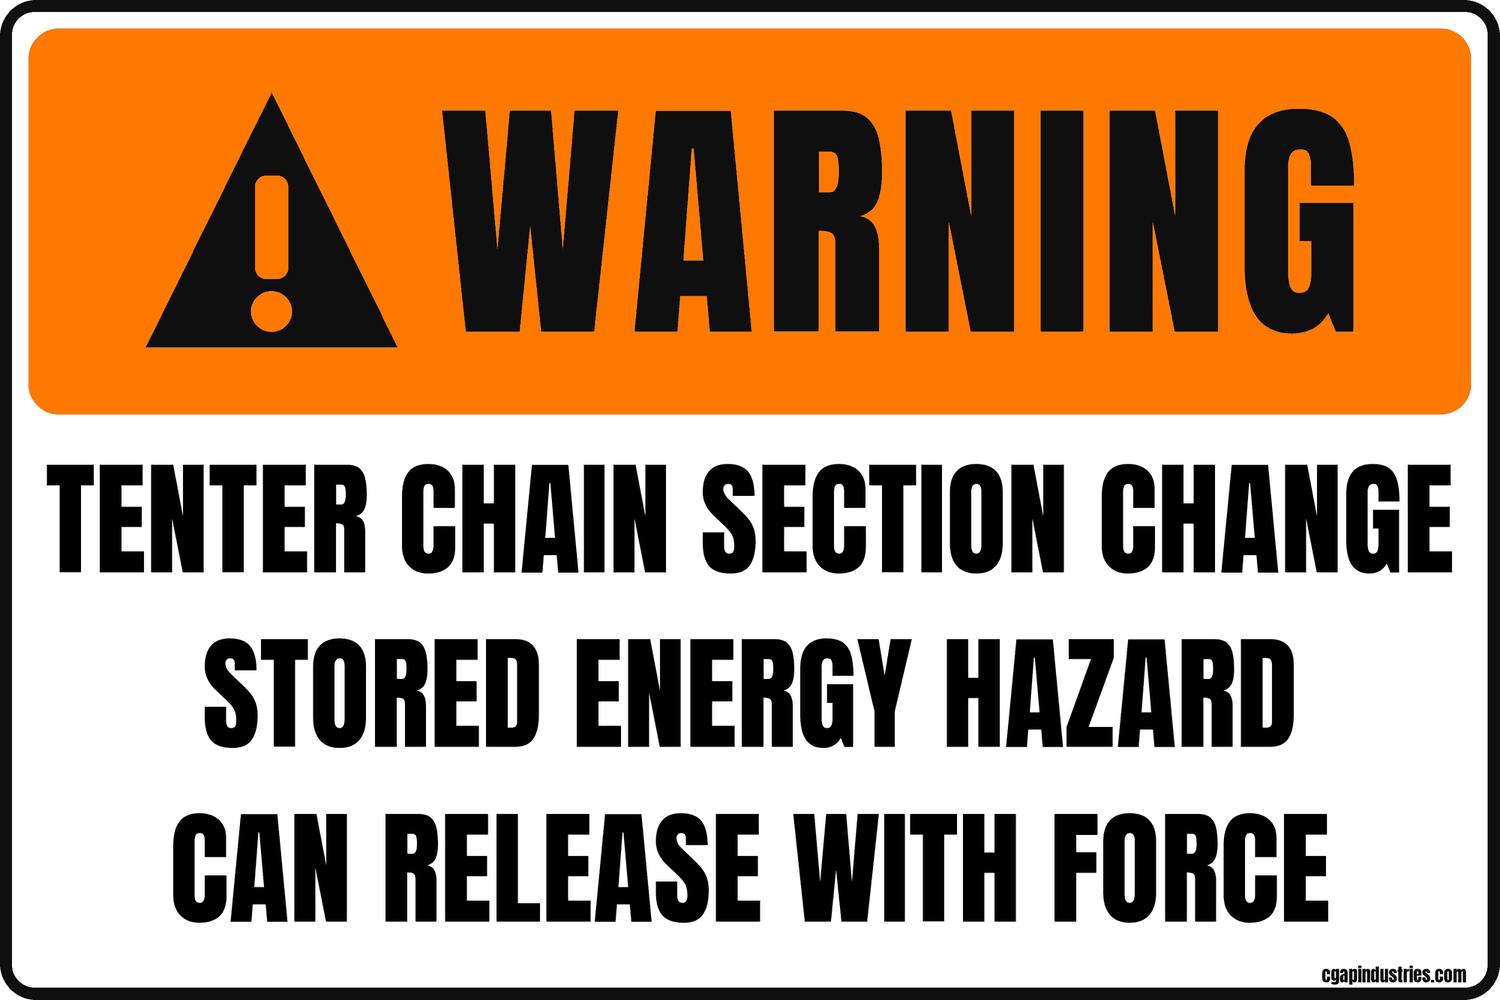 WARNING
TENTER CHAIN SECTION CHANGE
STORED ENERGY HAZARD
CAN RELEASE WITH FORCE
cgapindustries.com